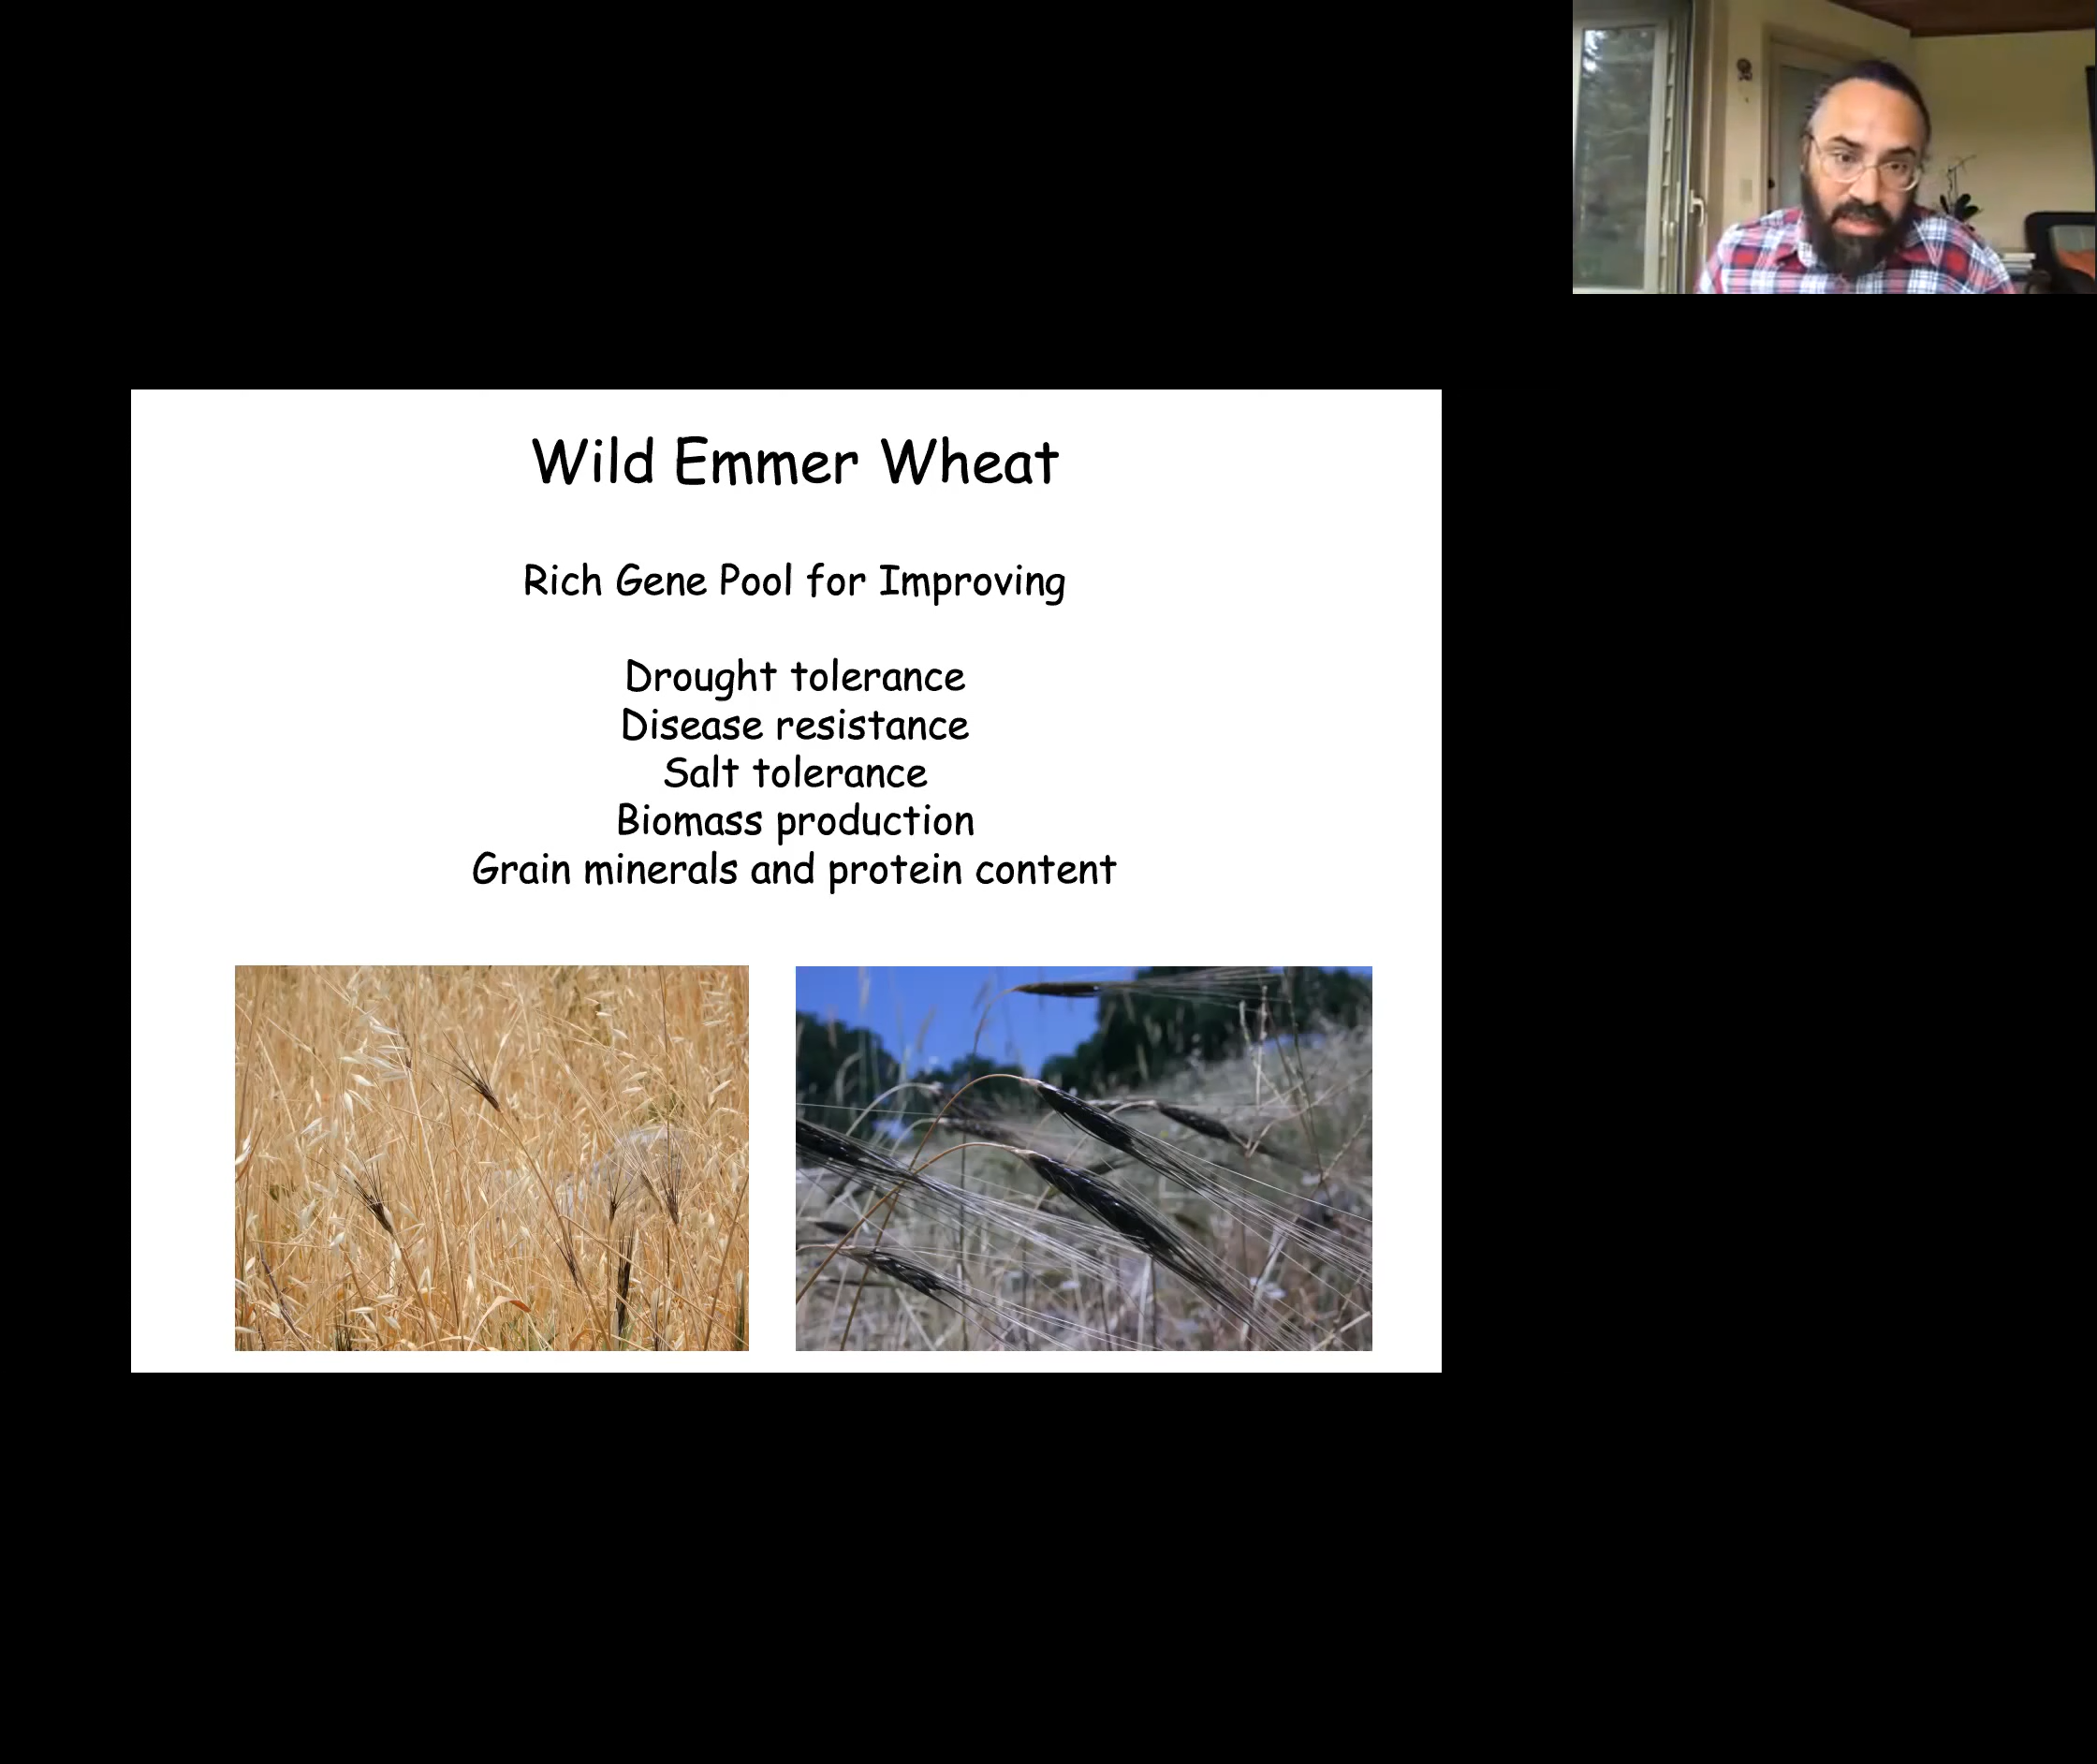 Wild Emmer Wheat
Rich Gene Pool for Improving
Drought tolerance
Disease resistance
Salt tolerance
Biomass production
Grain minerals and protein content